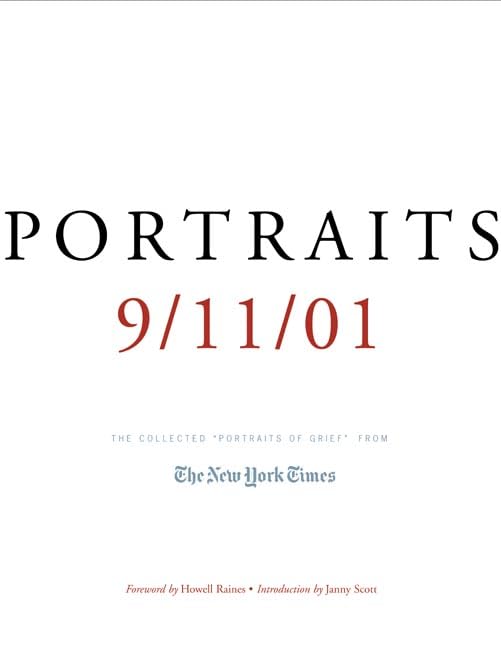 PORTRAITS
9/11/01
THE COLLECTED "PORTRAITS OF GRIEF" FROM
The New York Times
Foreword by Howell Raines • Introduction by Janny Scott